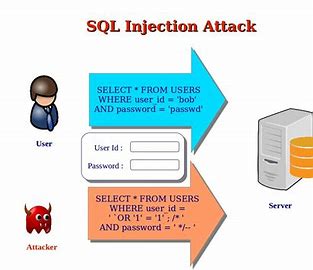 SQL Injection Attack
SELECT * FROM USERS
WHERE user_id = 'bob'
AND password = 'passwd'
User
User Id :
Password :
SELECT * FROM USERS
WHERE user_id =
' `OR '1' = '1' ; /* '
AND password = ' */-- '
Server
Attacker